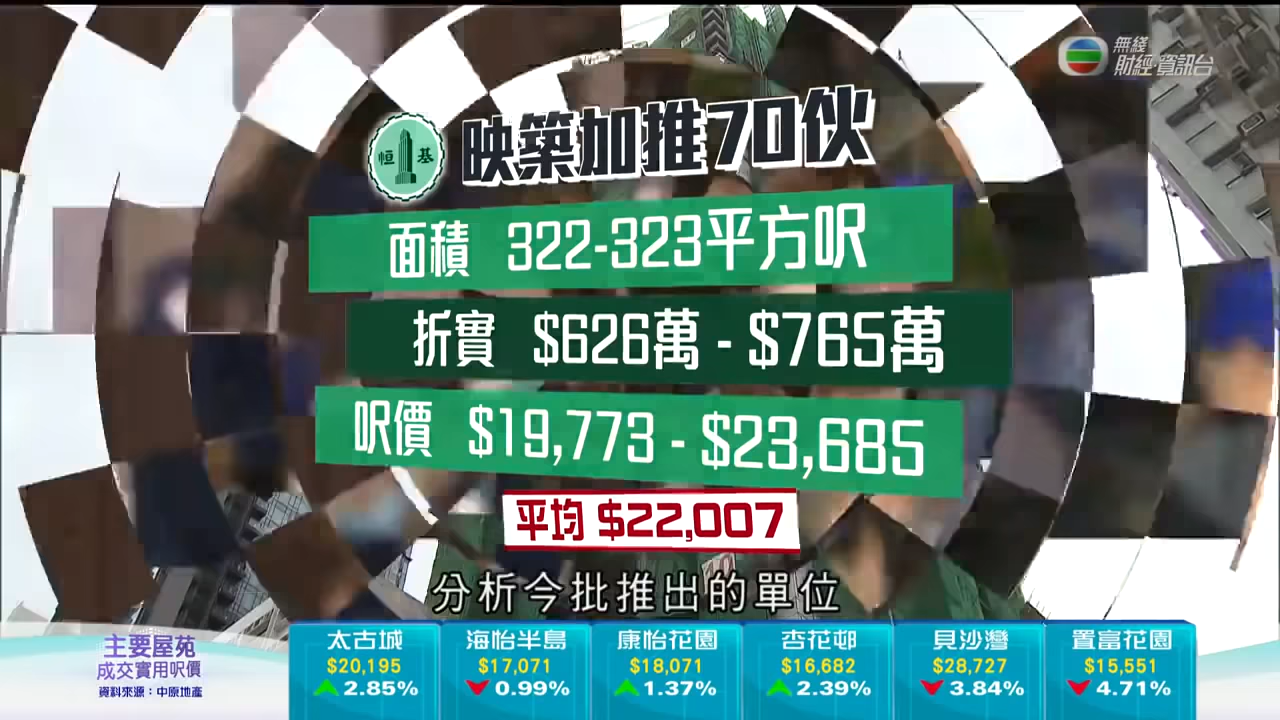 無綫
財經·資訊台
恒基
映築加推70伙
面積 322-323平方呎
折實 $626萬 - $765萬
呎價 $19,773 - $23,685
平均 $22,007
分析今批推出的單位
主要屋苑
成交實用呎價
資料來源：中原地產
太古城 海怡半島 康怡花園 杏花邨 貝沙灣 置富花園
$20,195 $17,071 $18,071 $16,682 $28,727 $15,551
2.85% 0.99% 1.37% 2.39% 3.84% 4.71%